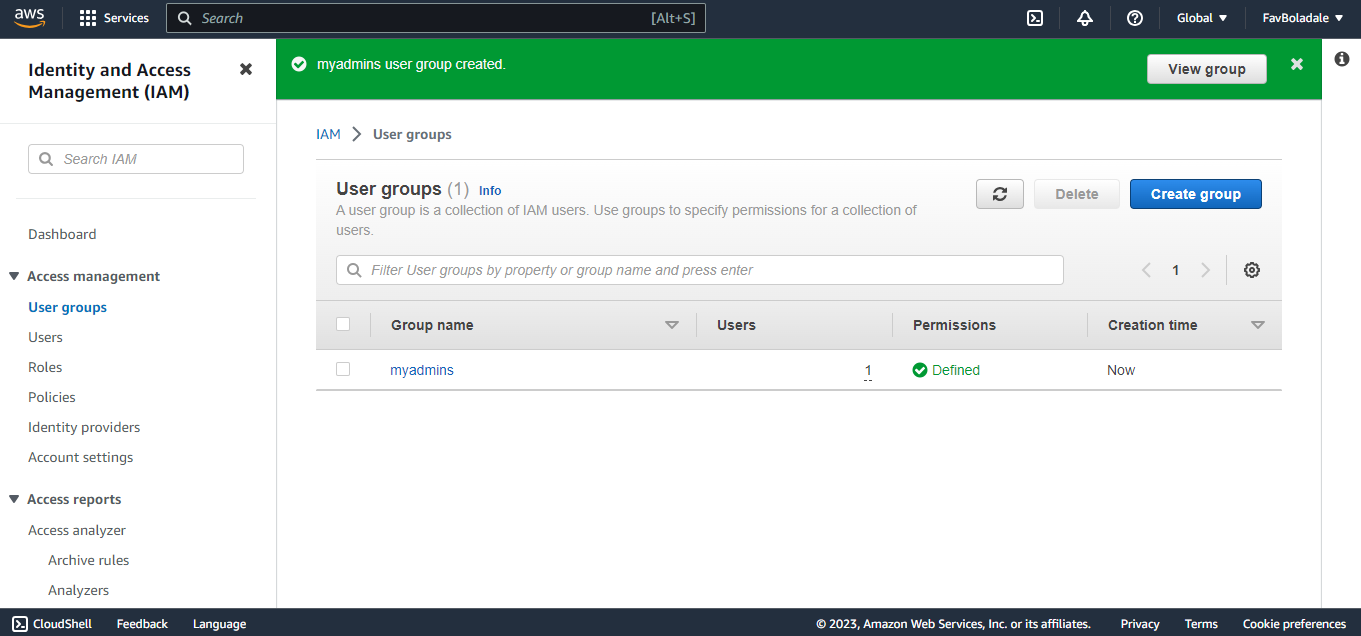 aws
Services
Search
[Alt+S]
Global
FavBoladale
Identity and Access
Management (IAM)
Search IAM
Dashboard
Access management
User groups
Users
Roles
Policies
Identity providers
Account settings
Access reports
Access analyzer
Archive rules
Analyzers
myadmins user group created.
View group
IAM
User groups
User groups (1) Info
A user group is a collection of IAM users. Use groups to specify permissions for a collection of
users.
Delete
Create group
Filter User groups by property or group name and press enter
1
Group name
Users
Permissions
Creation time
myadmins
1
Defined
Now
CloudShell
Feedback
Language
© 2023, Amazon Web Services, Inc. or its affiliates.
Privacy
Terms
Cookie preferences